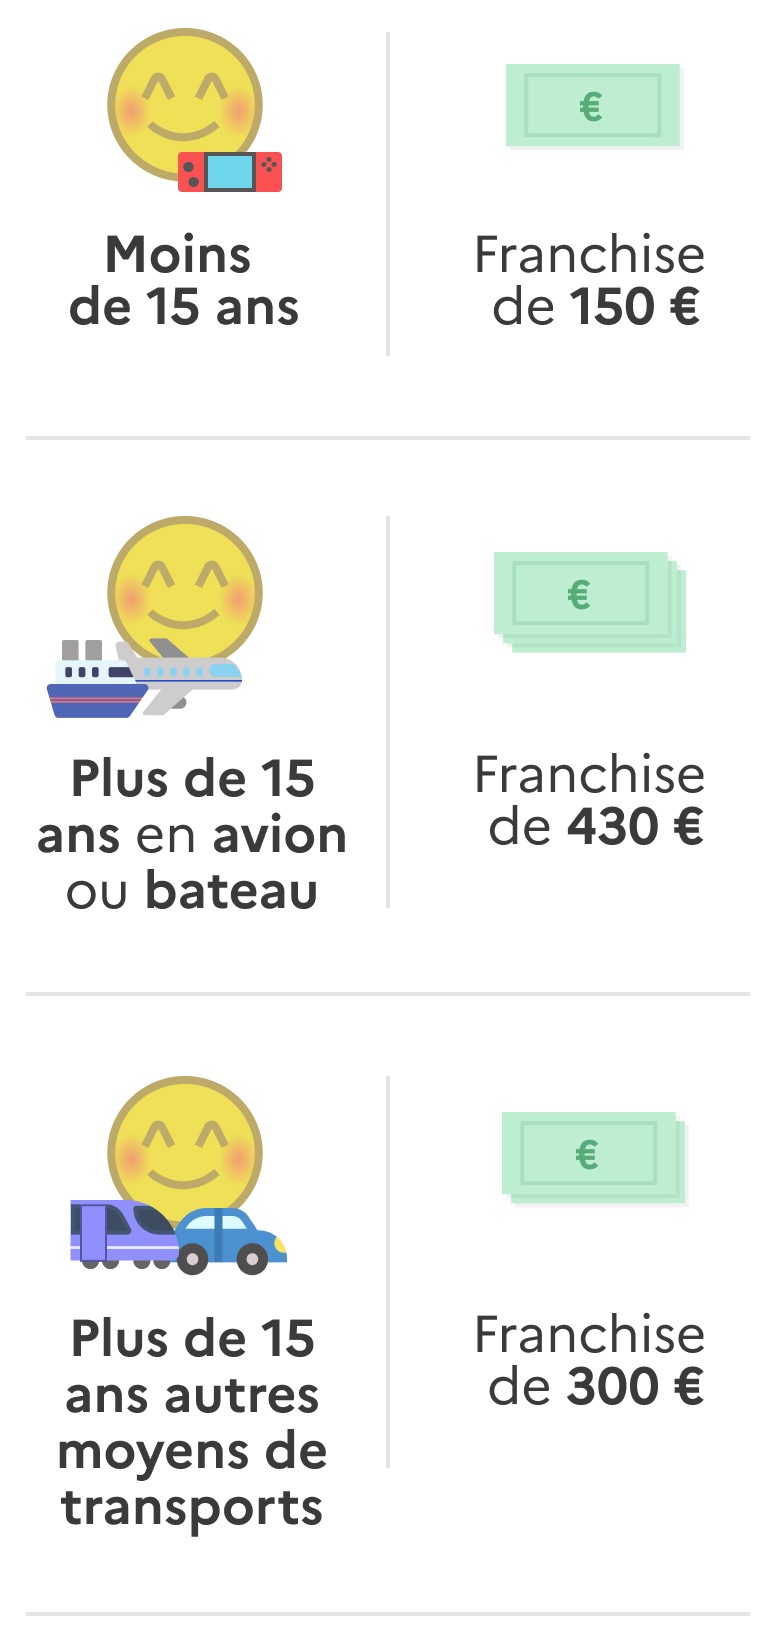 €
Moins
de 15 ans
Franchise
de 150 €
€
Plus de 15
ans en avion
ou bateau
Franchise
de 430 €
€
Plus de 15
ans autres
moyens de
transports
Franchise
de 300 €